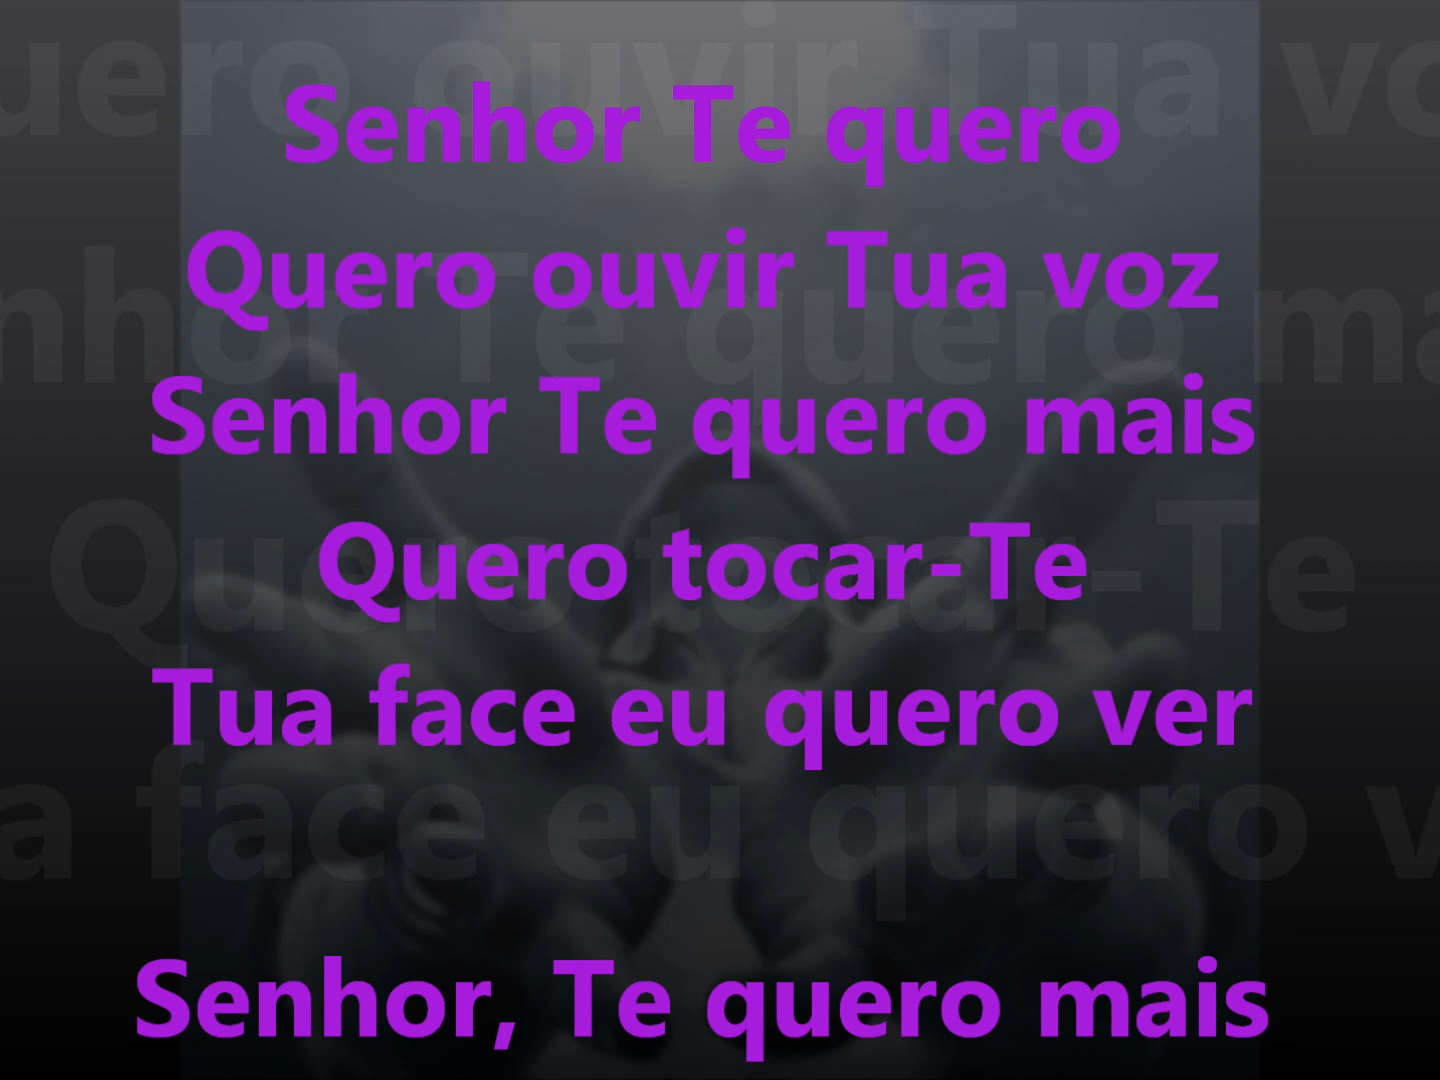 Senhor Te quero
Quero ouvir Tua voz
Senhor Te quero mais
Quero tocar-Te
Tua face eu quero ver
Senhor, Te quero mais